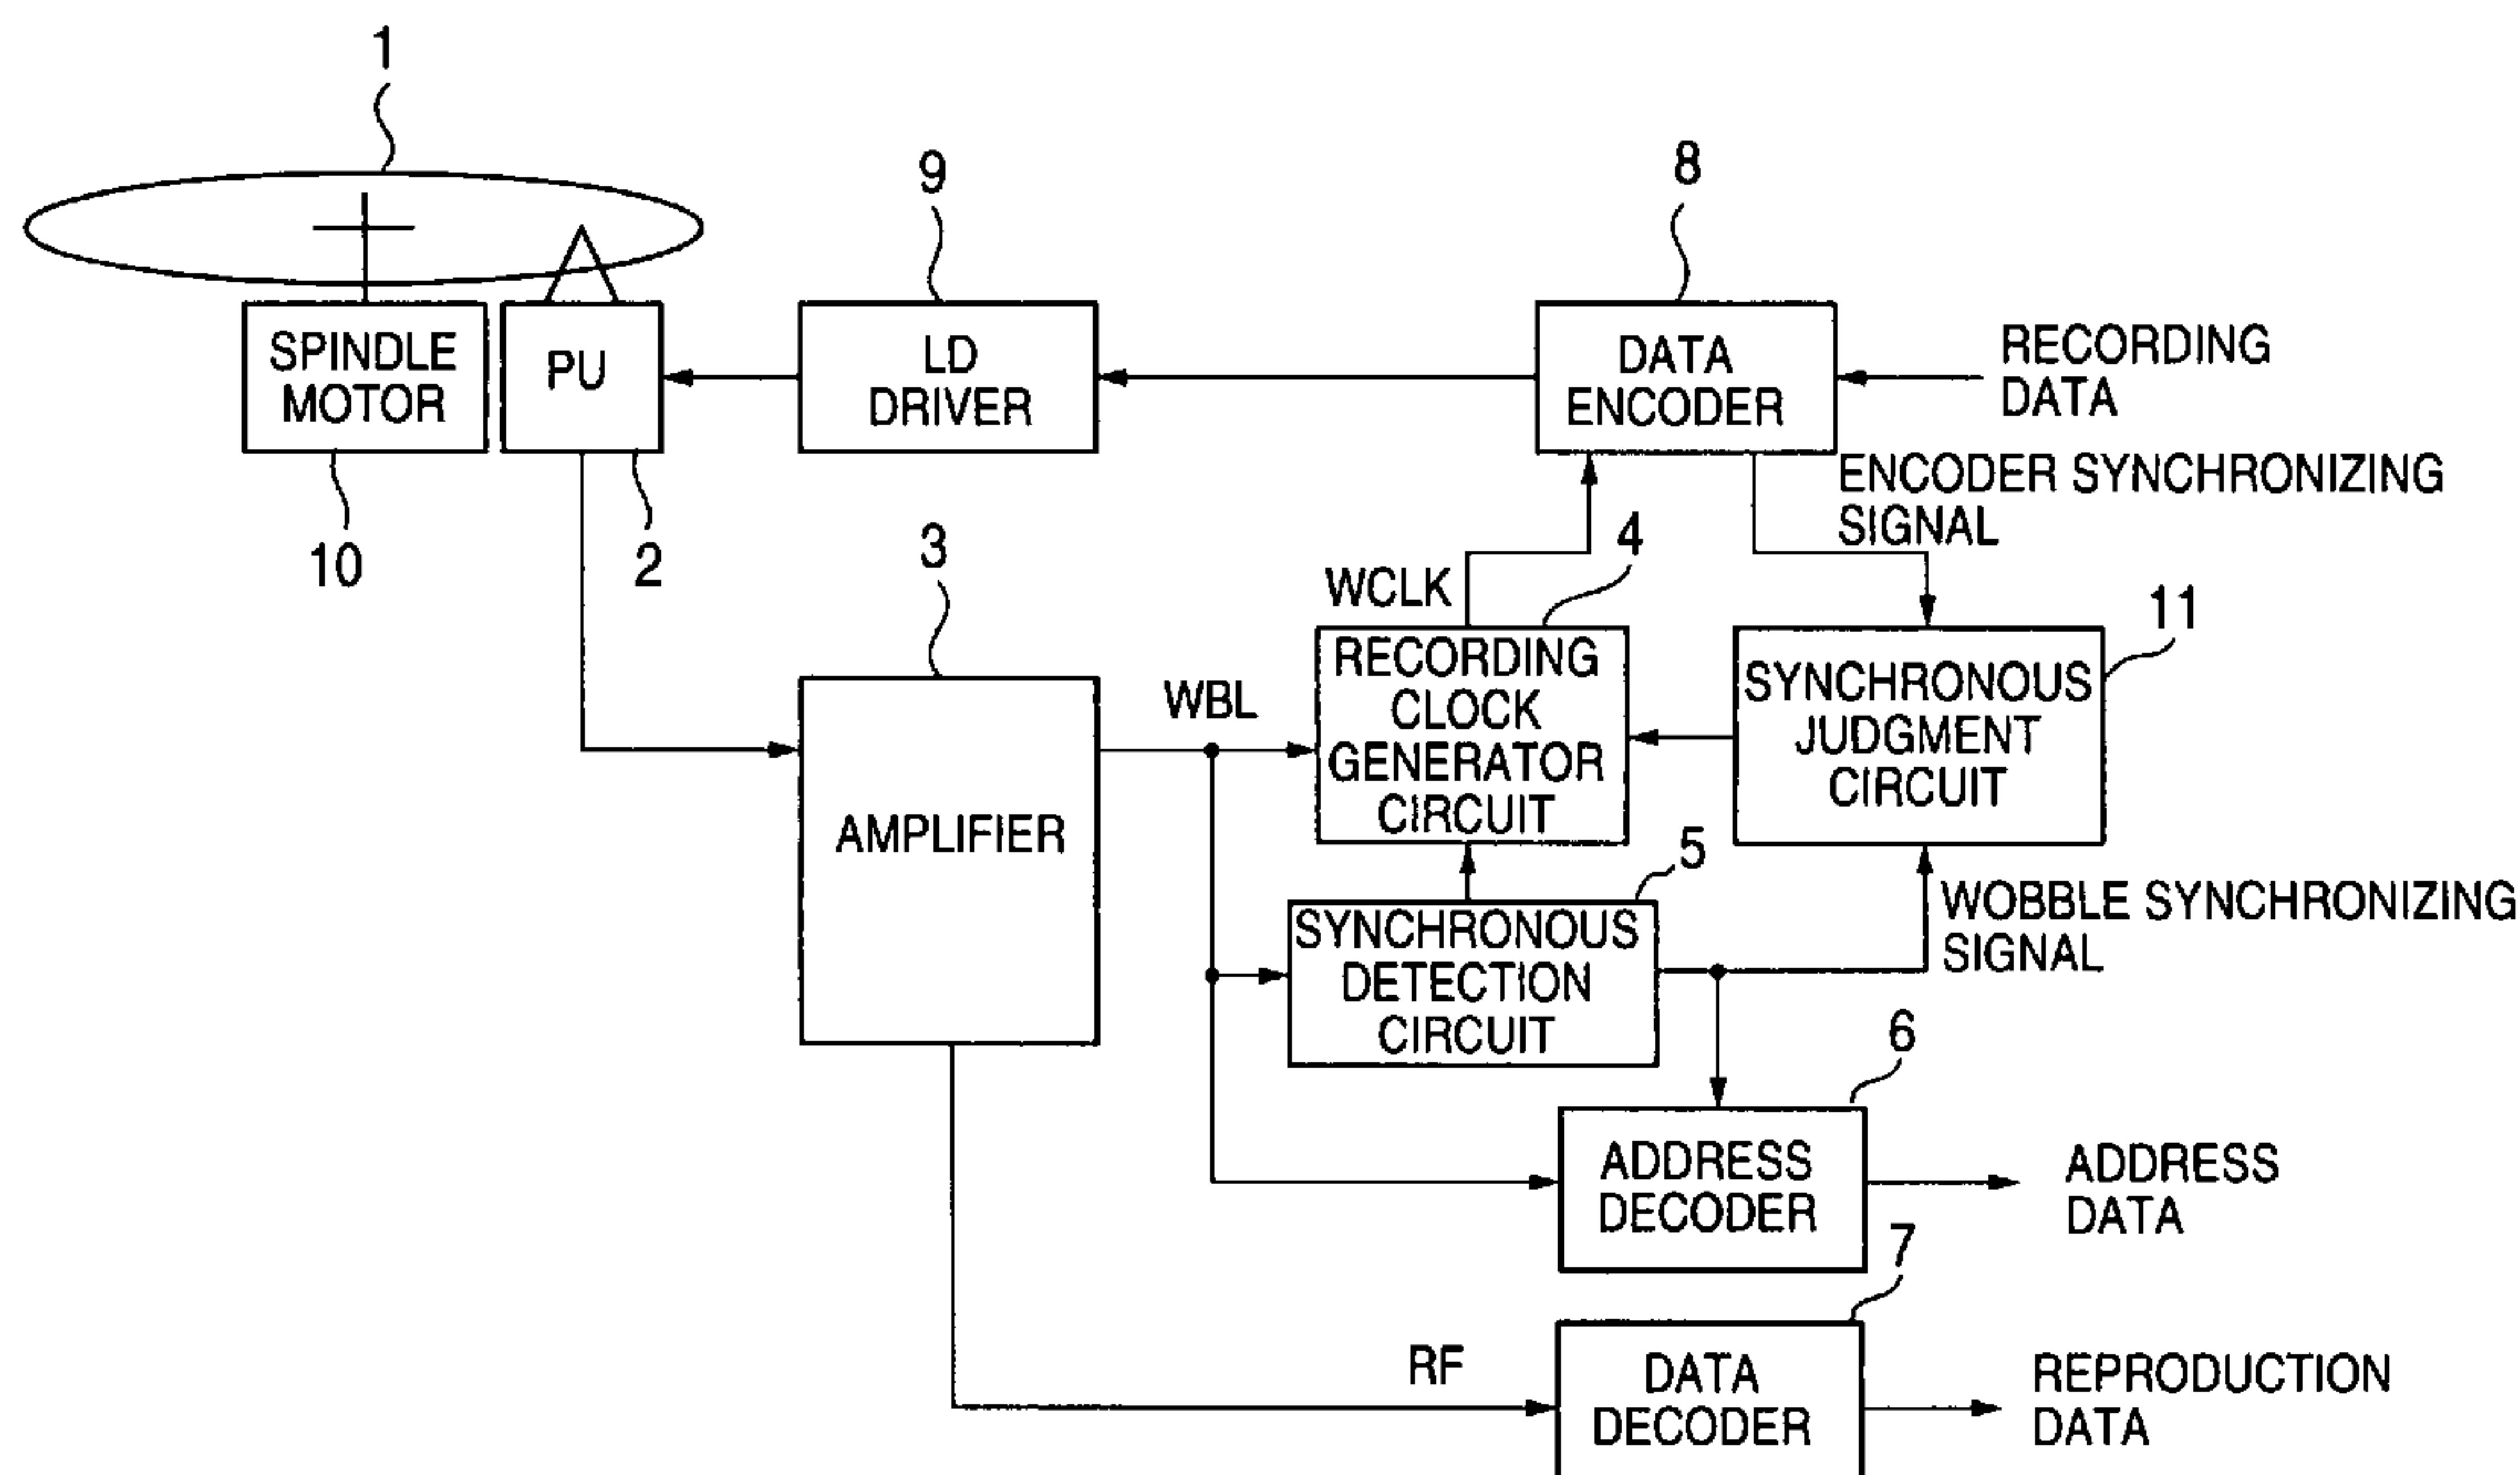 1
9
8
SPINDLE
MOTOR
PU
LD
DRIVER
DATA
ENCODER
RECORDING
DATA
ENCODER SYNCHRONIZING
SIGNAL
10
2
3
4
WCLK
11
RECORDING
CLOCK
GENERATOR
CIRCUIT
SYNCHRONOUS
JUDGMENT
CIRCUIT
WBL
AMPLIFIER
5
SYNCHRONOUS
DETECTION
CIRCUIT
WOBBLE SYNCHRONIZING
SIGNAL
6
ADDRESS
DECODER
ADDRESS
DATA
7
RF
DATA
DECODER
REPRODUCTION
DATA